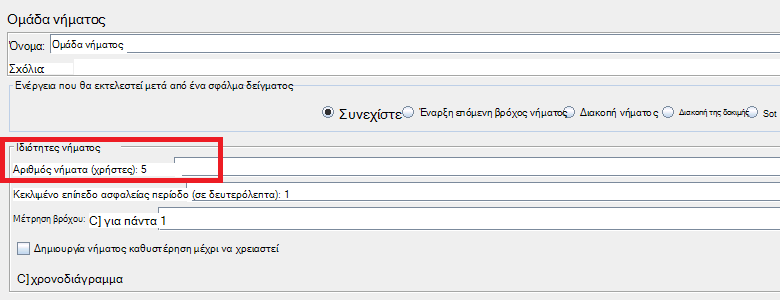 Ομάδα νήματος
Όνομα: Ομάδα νήματος
Σχόλια
Ενέργεια που θα εκτελεστεί μετά από ένα σφάλμα δείγματος
Συνεχίστε Έναρξη επόμενη βρόχος νήματος Διακοπή νήματος Διακοπή της δοκιμής Sot
Ιδιότητες νήματος
Αριθμός νήματα (χρήστες): 5
Κεκλιμένο επίπεδο ασφαλείας περίοδο (σε δευτερόλεπτα): 1
Μέτρηση βρόχου: C] για πάντα 1
Δημιουργία νήματος καθυστέρηση μέχρι να χρειαστεί
C] χρονοδιάγραμμα